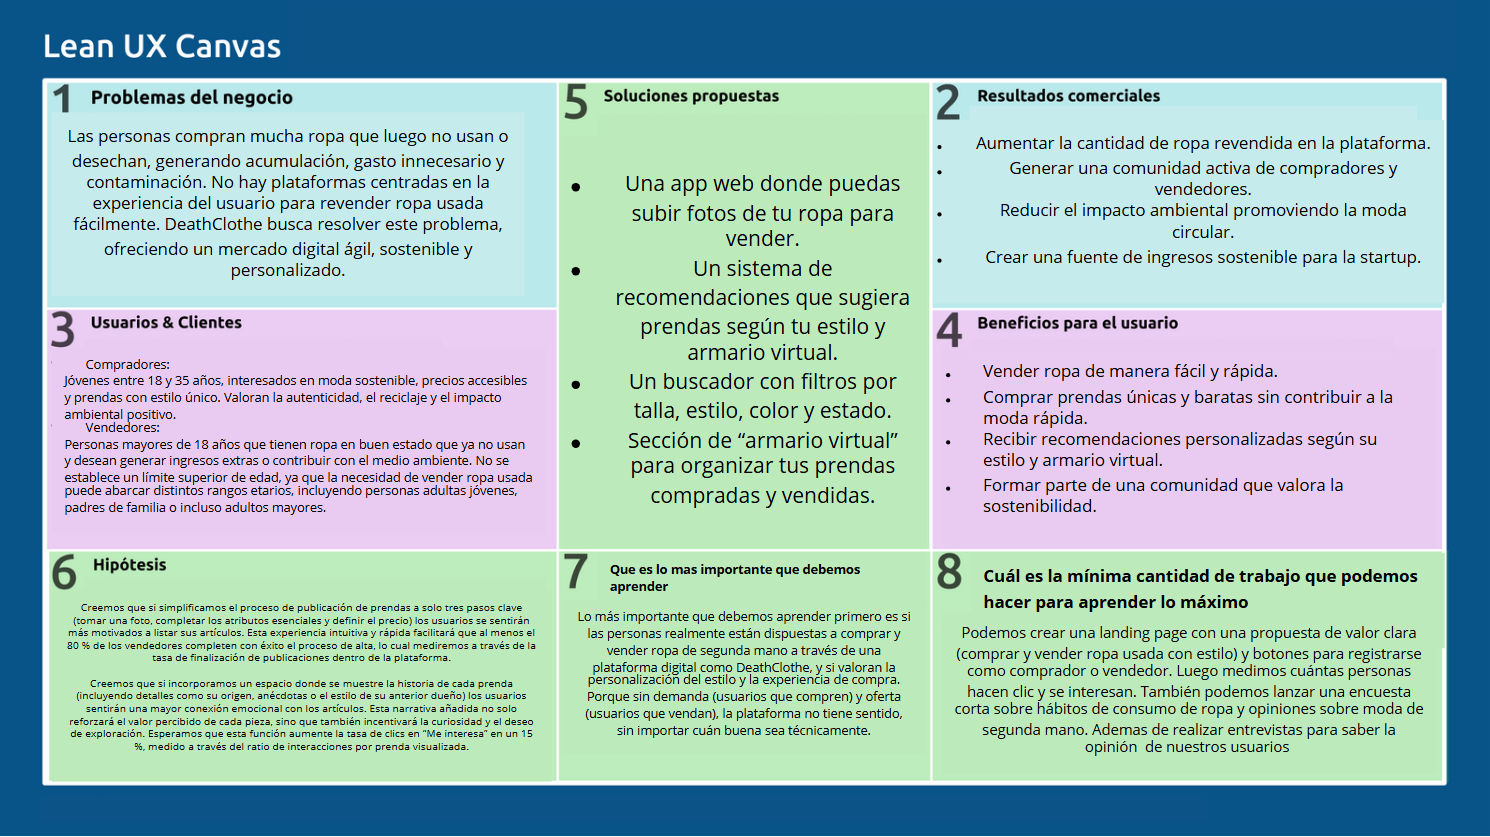 Lean UX Canvas
1 Problemas del negocio
Las personas compran mucha ropa que luego no usan o
desechan, generando acumulación, gasto innecesario y
contaminación. No hay plataformas centradas en la
experiencia del usuario para revender ropa usada
fácilmente. DeathClothe busca resolver este problema,
ofreciendo un mercado digital ágil, sostenible y
personalizado.
5 Soluciones propuestas
• Una app web donde puedas
subir fotos de tu ropa para
vender.
• Un sistema de
recomendaciones que sugiera
prendas según tu estilo y
armario virtual.
• Un buscador con filtros por
talla, estilo, color y estado.
• Sección de “armario virtual”
para organizar tus prendas
compradas y vendidas.
2 Resultados comerciales
• Aumentar la cantidad de ropa revendida en la plataforma.
• Generar una comunidad activa de compradores y
vendedores.
• Reducir el impacto ambiental promoviendo la moda
circular.
• Crear una fuente de ingresos sostenible para la startup.
3 Usuarios & Clientes
Compradores:
Jóvenes entre 18 y 35 años, interesados en moda sostenible, precios accesibles
y prendas con estilo único. Valoran la autenticidad, el reciclaje y el impacto
ambiental positivo.
Vendedores:
Personas mayores de 18 años que tienen ropa en buen estado que ya no usan
y desean generar ingresos extras o contribuir con el medio ambiente. No se
establece un límite superior de edad, ya que la necesidad de vender ropa usada
puede abarcar distintos rangos etarios, incluyendo personas adultas jóvenes,
padres de familia o incluso adultos mayores.
4 Beneficios para el usuario
• Vender ropa de manera fácil y rápida.
• Comprar prendas únicas y baratas sin contribuir a la
moda rápida.
• Recibir recomendaciones personalizadas según su
estilo y armario virtual.
• Formar parte de una comunidad que valora la
sostenibilidad.
6 Hipótesis
Creemos que si simplificamos el proceso de publicación de prendas a solo tres pasos clave
(tomar una foto, completar los atributos esenciales y definir el precio) los usuarios se sentirán
más motivados a listar sus artículos. Esta experiencia intuitiva y rápida facilitará que al menos el
80 % de los vendedores completen con éxito el proceso de alta, lo cual mediremos a través de la
tasa de finalización de publicaciones dentro de la plataforma.
Creemos que si incorporamos un espacio donde se muestre la historia de cada prenda
(incluyendo detalles como su origen, anécdotas o el estilo de su anterior dueño) los usuarios
sentirán una mayor conexión emocional con los artículos. Esta narrativa añadida no solo
reforzará el valor percibido de cada pieza, sino que también incentivará la curiosidad y el deseo
de exploración. Esperamos que esta función aumente la tasa de clics en “Me interesa” en un 15
%, medido a través del ratio de interacciones por prenda visualizada.
7 Que es lo mas importante que debemos
aprender
Lo más importante que debemos aprender primero es si
las personas realmente están dispuestas a comprar y
vender ropa de segunda mano a través de una
plataforma digital como DeathClothe, y si valoran la
personalización del estilo y la experiencia de compra.
Porque sin demanda (usuarios que compren) y oferta
(usuarios que vendan), la plataforma no tiene sentido,
sin importar cuán buena sea técnicamente.
8 Cuál es la mínima cantidad de trabajo que podemos
hacer para aprender lo máximo
Podemos crear una landing page con una propuesta de valor clara
(comprar y vender ropa usada con estilo) y botones para registrarse
como comprador o vendedor. Luego medimos cuántas personas
hacen clic y se interesan. También podemos lanzar una encuesta
corta sobre hábitos de consumo de ropa y opiniones sobre moda de
segunda mano. Ademas de realizar entrevistas para saber la
opinión de nuestros usuarios